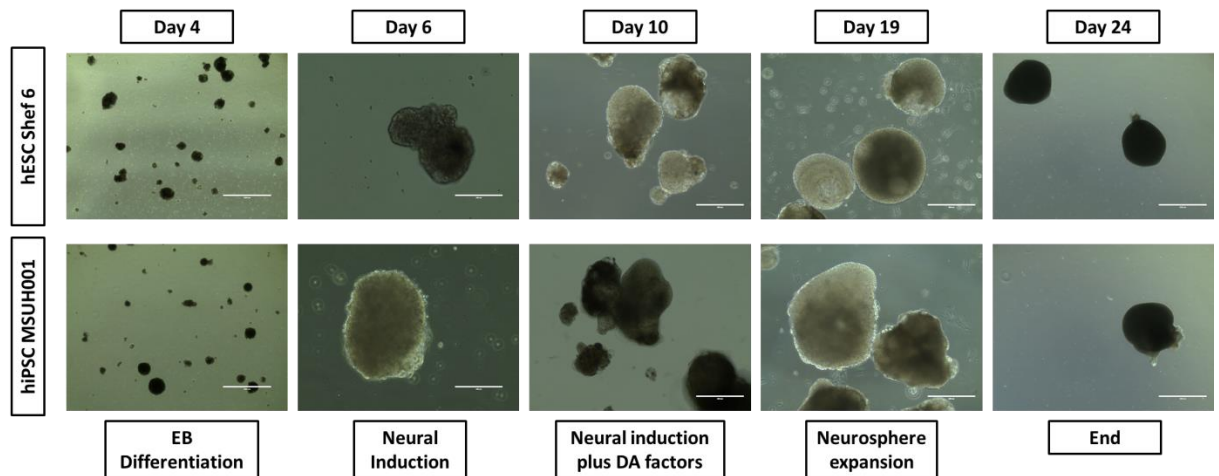 Day 4
Day 6
Day 10
Day 19
Day 24
hESC Shef 6
hiPSC MSUH001
EB
Differentiation
Neural
Induction
Neural induction
plus DA factors
Neurosphere
expansion
End